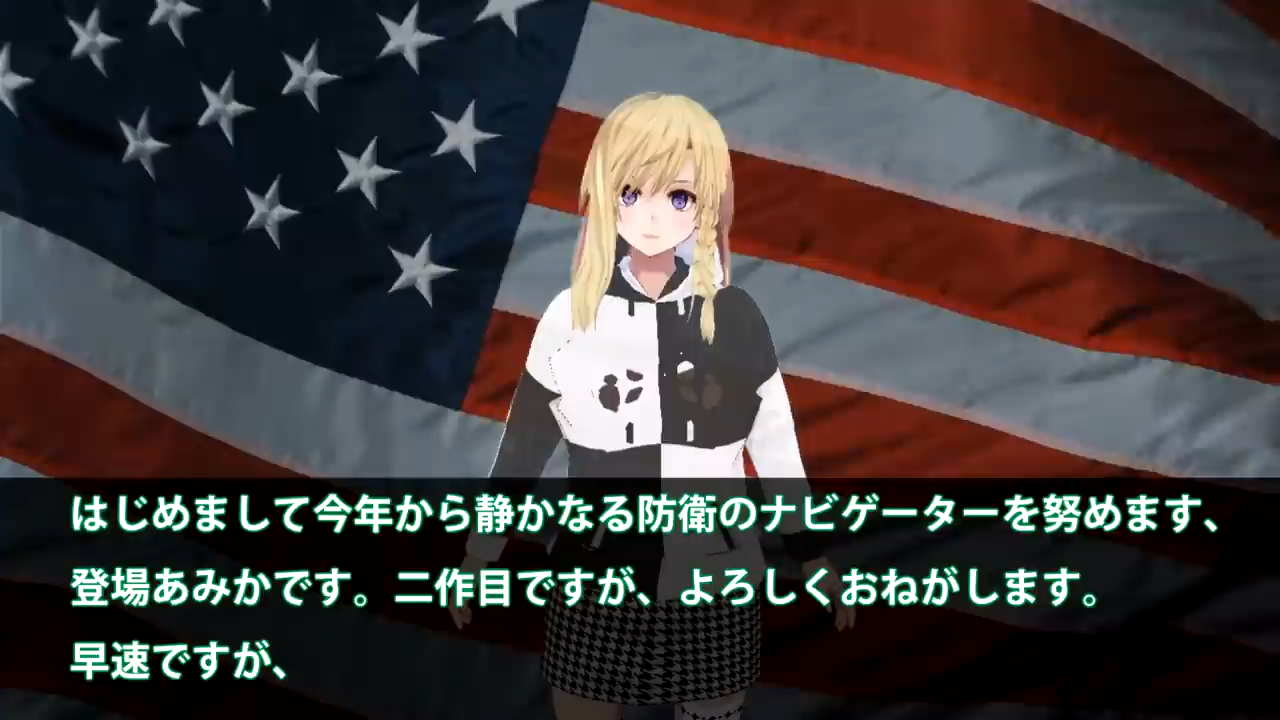 はじめまして今年から静かなる防衛のナビゲーターを努めます、
登場あみかです。二作目ですが、よろしくおねがします。
早速ですが、